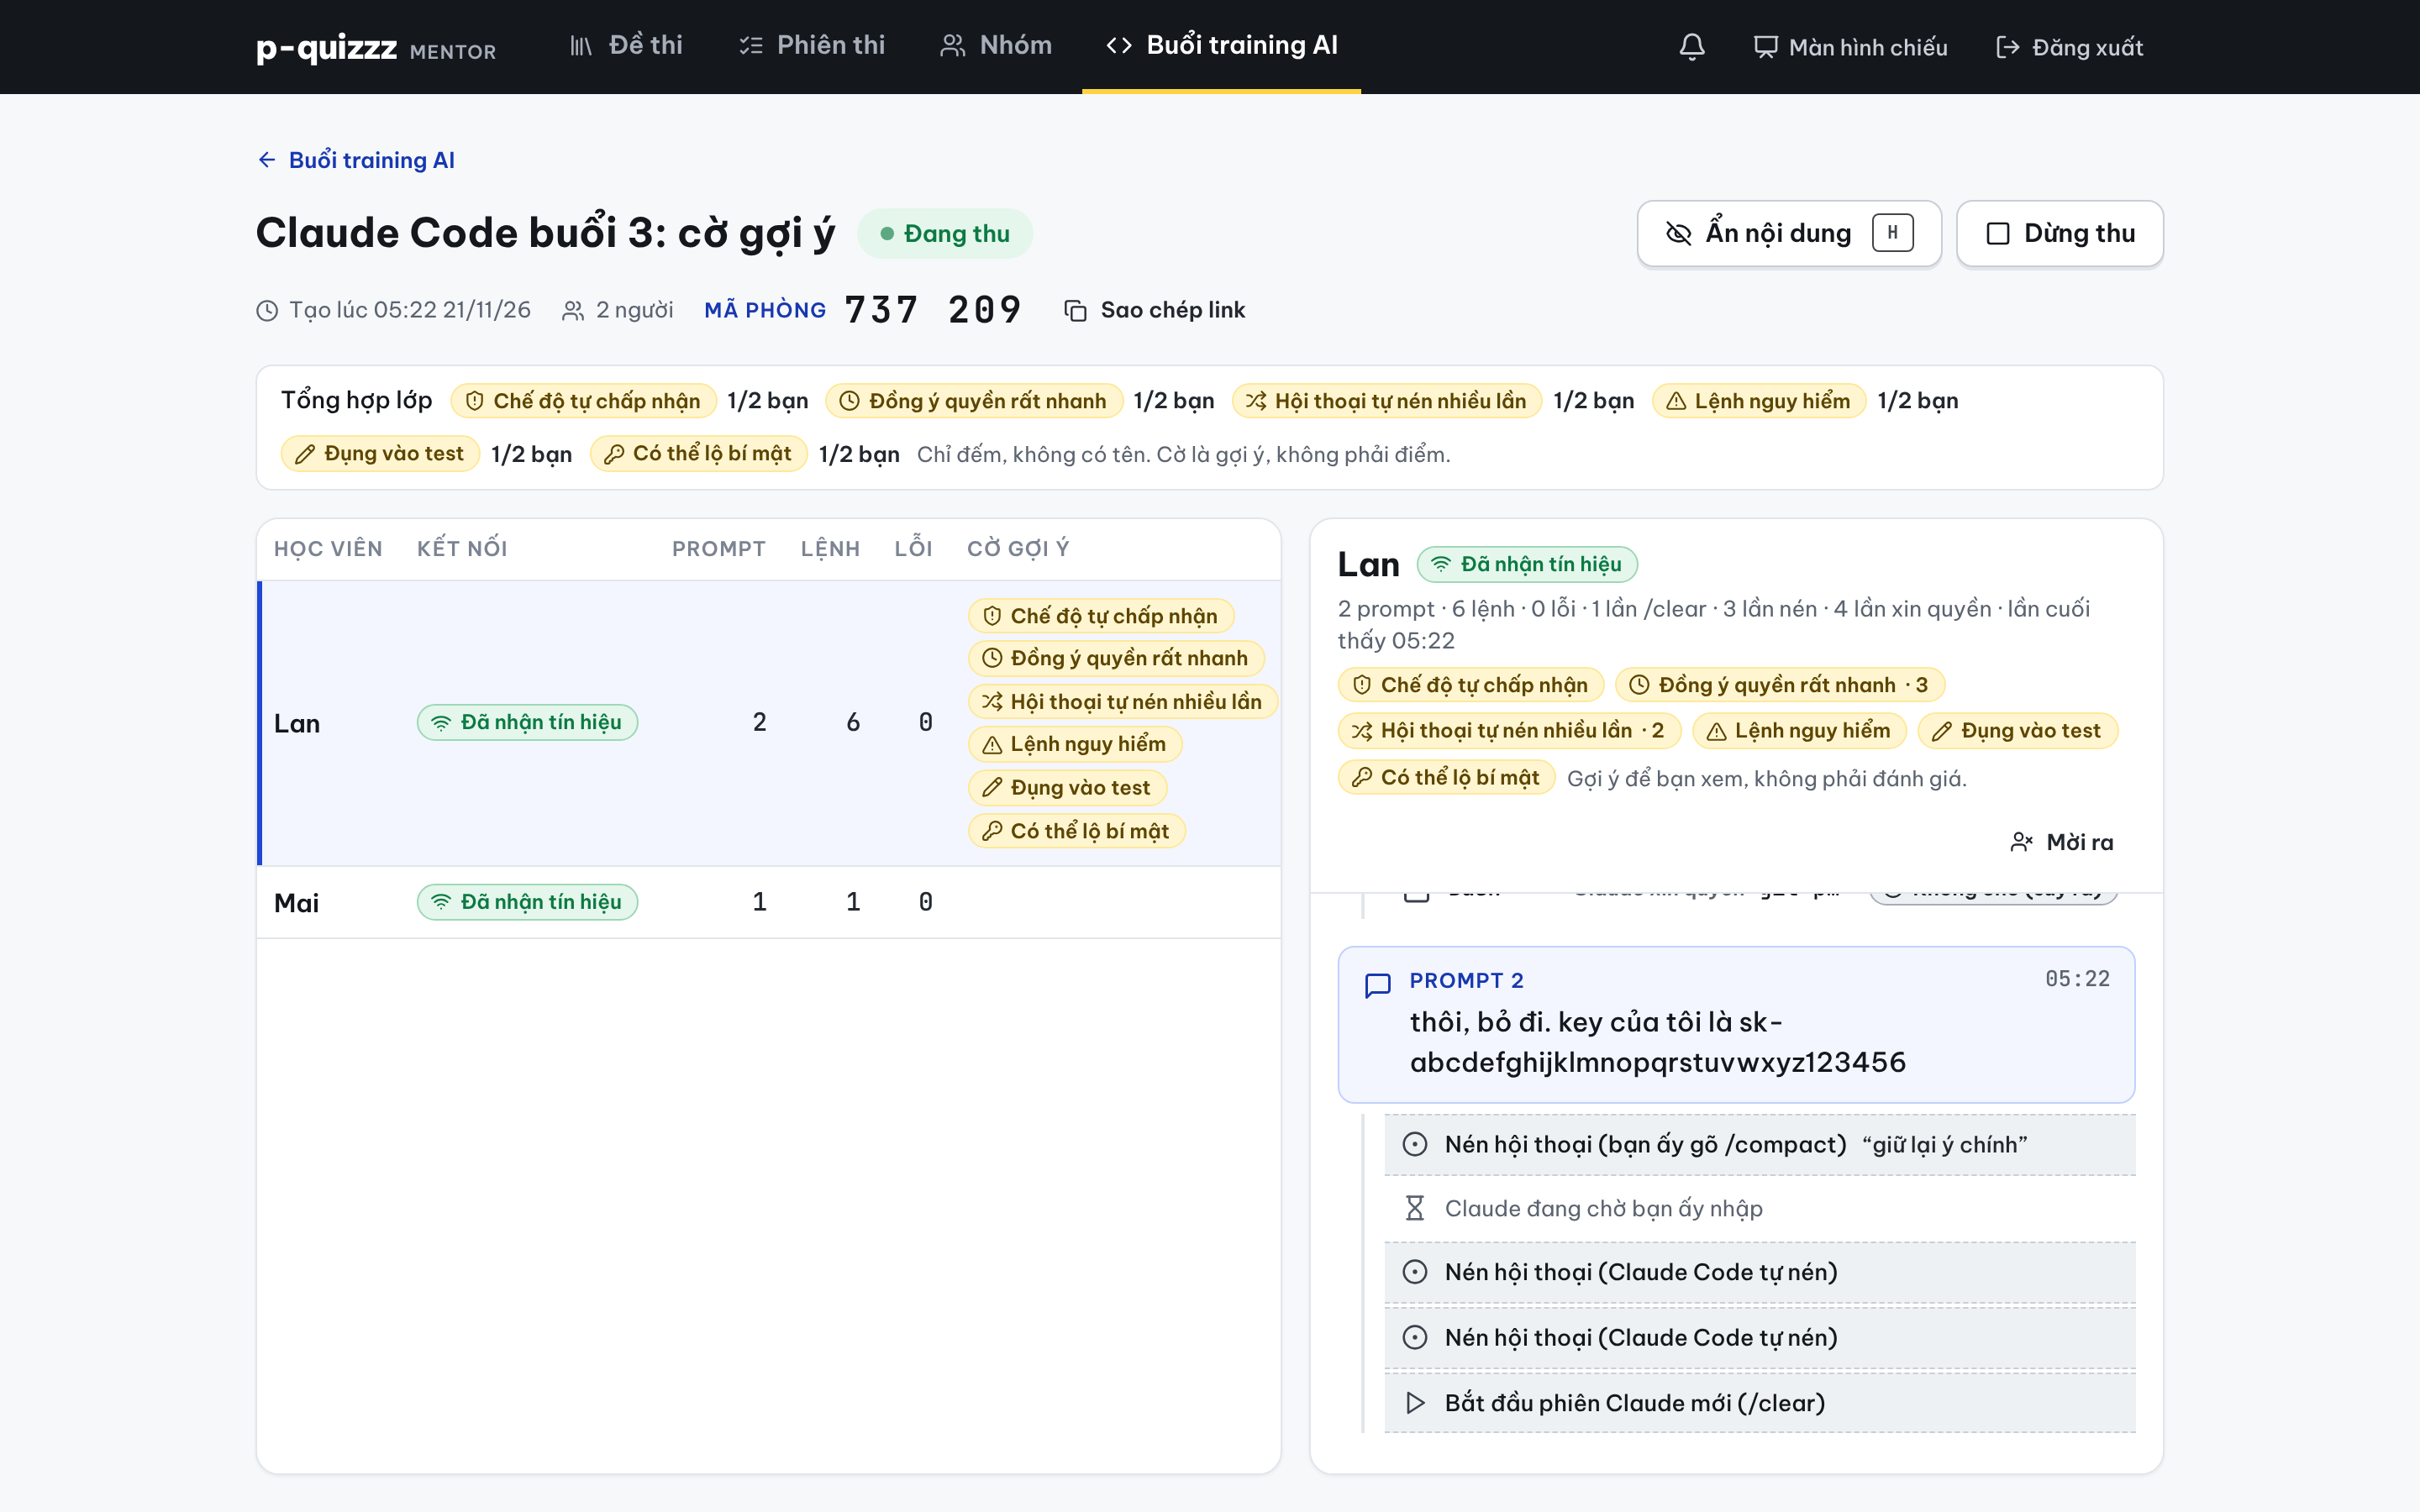 p-quizzz MENTOR Đề thi Phiên thi Nhóm Buổi training AI Màn hình chiếu Đăng xuất
Buổi training AI
Claude Code buổi 3: cờ gợi ý Đang thu Ẩn nội dung H Dừng thu
Tạo lúc 05:22 21/11/26 2 người MÃ PHÒNG 737 209 Sao chép link
Tổng hợp lớp Chế độ tự chấp nhận 1/2 bạn Đồng ý quyền rất nhanh 1/2 bạn Hội thoại tự nén nhiều lần 1/2 bạn Lệnh nguy hiểm 1/2 bạn
Đụng vào test 1/2 bạn Có thể lộ bí mật 1/2 bạn Chỉ đếm, không có tên. Cờ là gợi ý, không phải điểm.
HỌC VIÊN KẾT NỐI PROMPT LỆNH LỖI CỜ GỢI Ý
Lan Đã nhận tín hiệu 2 6 0
Chế độ tự chấp nhận
Đồng ý quyền rất nhanh
Hội thoại tự nén nhiều lần
Lệnh nguy hiểm
Đụng vào test
Có thể lộ bí mật
Mai Đã nhận tín hiệu 1 1 0
Lan Đã nhận tín hiệu
2 prompt · 6 lệnh · 0 lỗi · 1 lần /clear · 3 lần nén · 4 lần xin quyền · lần cuối
thấy 05:22
Chế độ tự chấp nhận Đồng ý quyền rất nhanh · 3
Hội thoại tự nén nhiều lần · 2 Lệnh nguy hiểm Đụng vào test
Có thể lộ bí mật Gợi ý để bạn xem, không phải đánh giá.
Mời ra
PROMPT 2 05:22
thôi, bỏ đi. key của tôi là sk-
abcdefghijklmnopqrstuvwxyz123456
Nén hội thoại (bạn ấy gõ /compact) “giữ lại ý chính”
Claude đang chờ bạn ấy nhập
Nén hội thoại (Claude Code tự nén)
Nén hội thoại (Claude Code tự nén)
Bắt đầu phiên Claude mới (/clear)